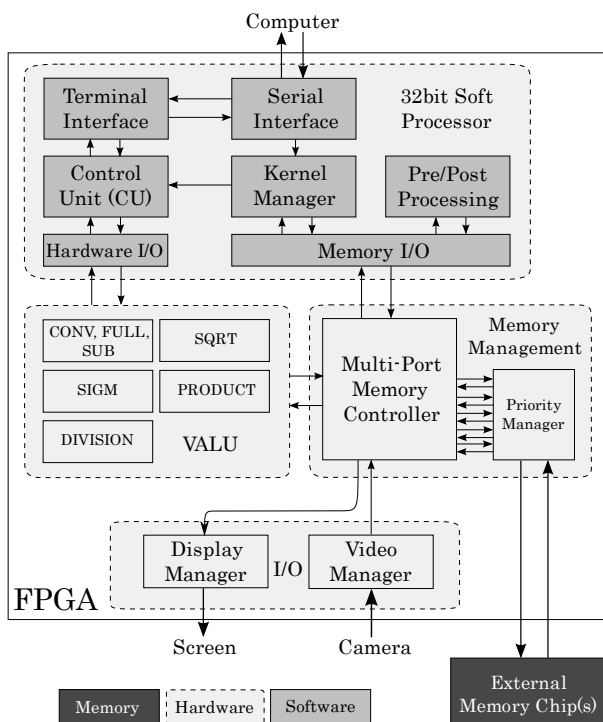 Computer
Terminal
Interface
Serial
Interface
32bit Soft
Processor
Control
Unit (CU)
Kernel
Manager
Pre/Post
Processing
Hardware I/O
Memory I/O
CONV, FULL,
SUB
SQRT
SIGM
PRODUCT
DIVISION
VALU
Multi-Port
Memory
Controller
Memory
Management
Priority
Manager
Display
Manager
I/O
Video
Manager
FPGA
Screen
Camera
External
Memory Chip(s)
Memory
Hardware
Software